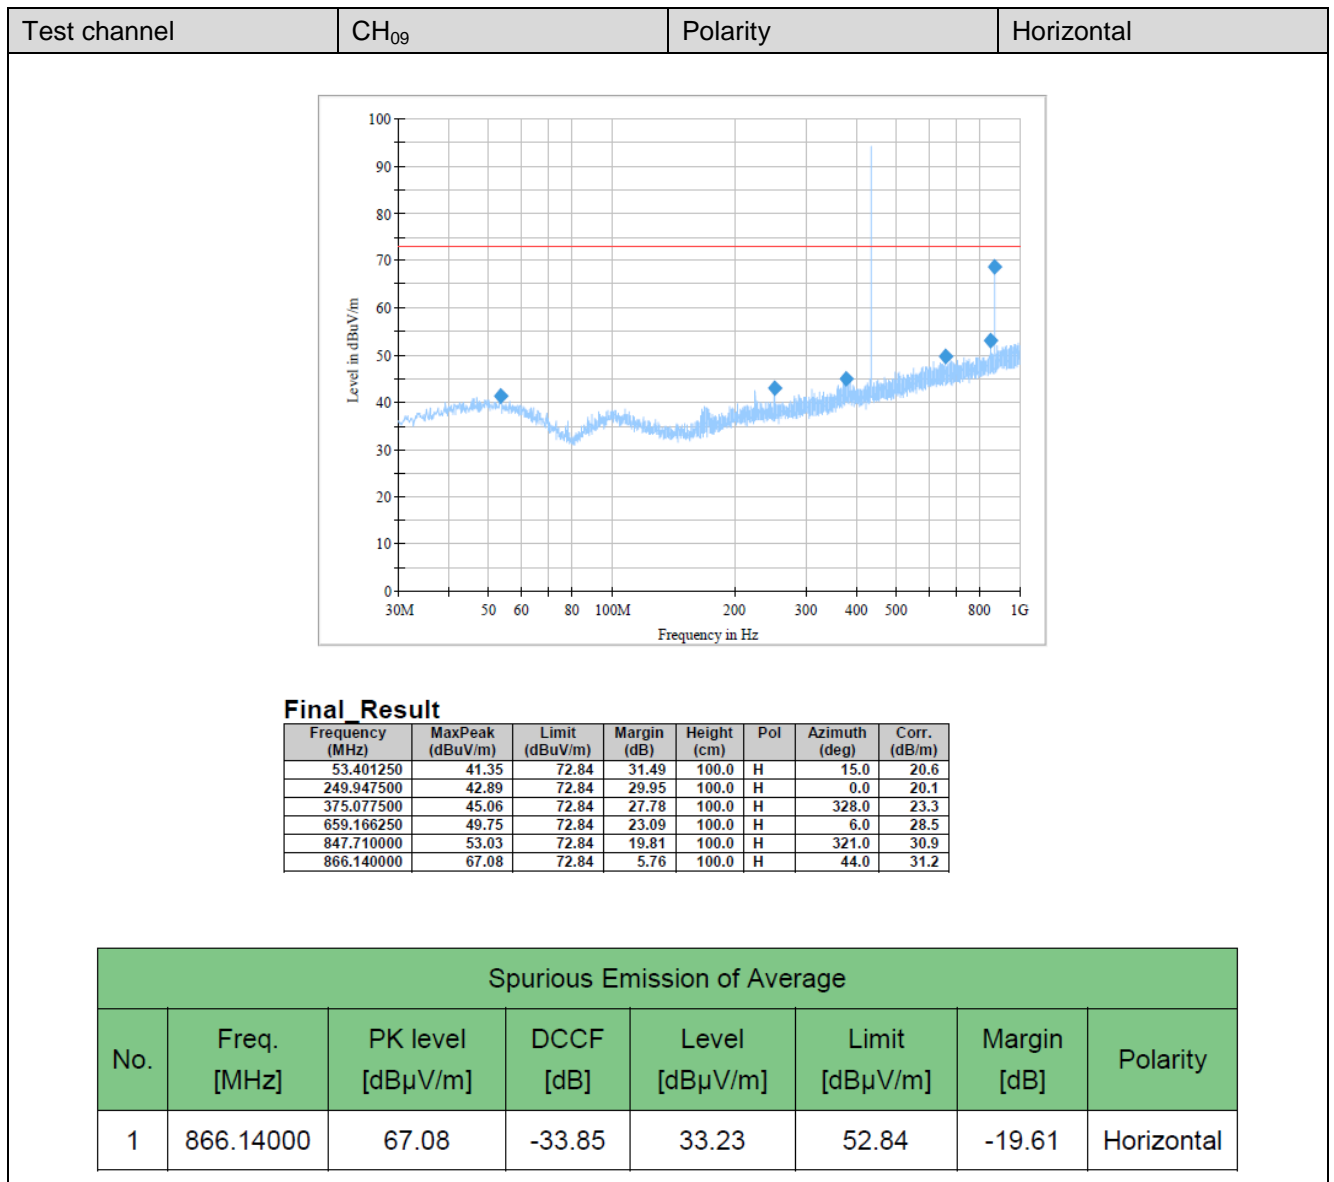 Test channel CH09 Polarity Horizontal
100
90
80
70
60
50
40
30
20
10
0
Level in dBuV/m
30M 50 60 80 100M 200 300 400 500 800 1G
Frequency in Hz
Final_Result
Frequency (MHz) MaxPeak (dBuV/m) Limit (dBuV/m) Margin (dB) Height (cm) Pol Azimuth (deg) Corr. (dB/m)
53.401250 41.35 72.84 31.49 100.0 H 15.0 20.6
249.947500 42.89 72.84 29.95 100.0 H 0.0 20.1
375.077500 45.06 72.84 27.78 100.0 H 328.0 23.3
659.166250 49.75 72.84 23.09 100.0 H 6.0 28.5
847.710000 53.03 72.84 19.81 100.0 H 321.0 30.9
866.140000 67.08 72.84 5.76 100.0 H 44.0 31.2
Spurious Emission of Average
No. Freq. [MHz] PK level [dBµV/m] DCCF [dB] Level [dBµV/m] Limit [dBµV/m] Margin [dB] Polarity
1 866.14000 67.08 -33.85 33.23 52.84 -19.61 Horizontal